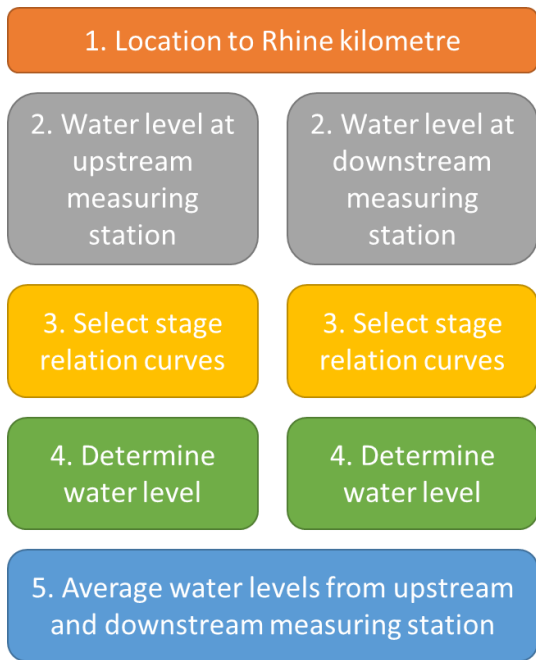 1. Location to Rhine kilometre
2. Water level at
upstream
measuring
station
2. Water level at
downstream
measuring
station
3. Select stage
relation curves
3. Select stage
relation curves
4. Determine
water level
4. Determine
water level
5. Average water levels from upstream
and downstream measuring station